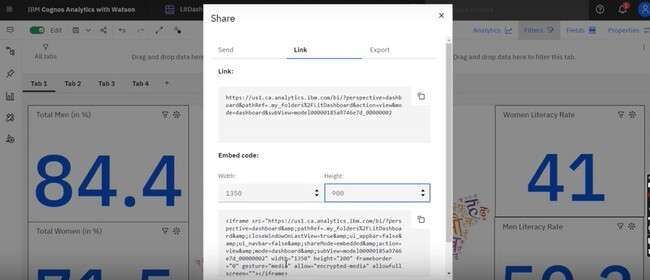 IBM Cognos Analytics with Watson
Share
Edit
Analytics
Filters
Fields
Properties
Send
Link
Export
All tabs
Drag and drop data here
Drag and drop data here to filter this tab.
Link:
Tab 1
Tab 2
Tab 3
Tab 4
https://us1.ca.analytics.ibm.com/bi/?perspective=dashb
oard&pathRef=.my_folders%2FLitDashboard&action=view&mo
de=dashboard&subView=model00000185a9746e7d_00000002
Total Men (in %)
84.4
Women Literacy Rate
41
Embed code:
Width:
Height:
1350
900
<iframe src="https://us1.ca.analytics.ibm.com/bi/?pers
pective=dashboard&amp;pathRef=.my_folders%2FLitDashboa
rd&amp;closeWindowOnLastView=true&amp;ui_appbar=false&
amp;ui_navbar=false&amp;shareMode=embedded&amp;action=
view&amp;mode=dashboard&amp;subView=model00000185a9746
e7d_00000002" width="1350" height="200" frameborder
="0" gesture="media" allow="encrypted-media" allowfull
screen=""></iframe>
Total Women (in %)
Men Literacy Rate